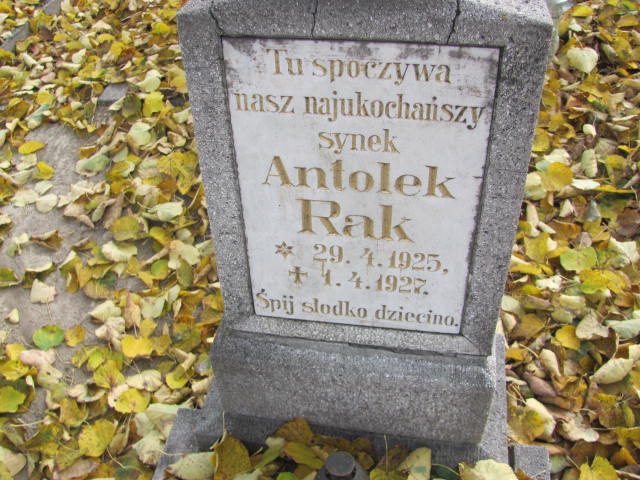 Tu spoczywa
nasz najukochańszy
synek
Antolek
Rak
* 29.4.1925,
✝ 1.4.1927.
Śpij słodko dziecino.